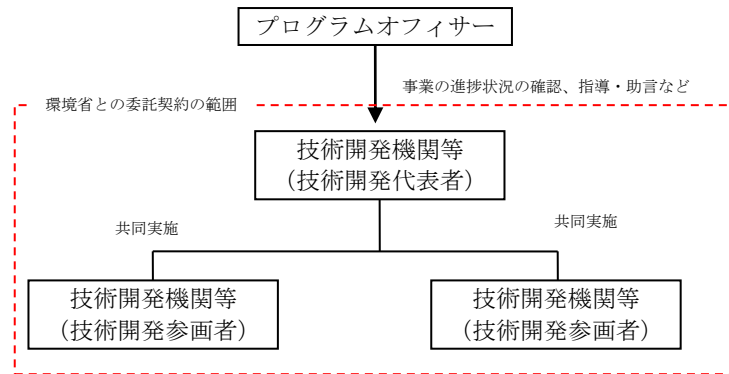 プログラムオフィサー
事業の進捗状況の確認、指導・助言など
環境省との委託契約の範囲
技術開発機関等
（技術開発代表者）
共同実施
共同実施
技術開発機関等
（技術開発参画者）
技術開発機関等
（技術開発参画者）